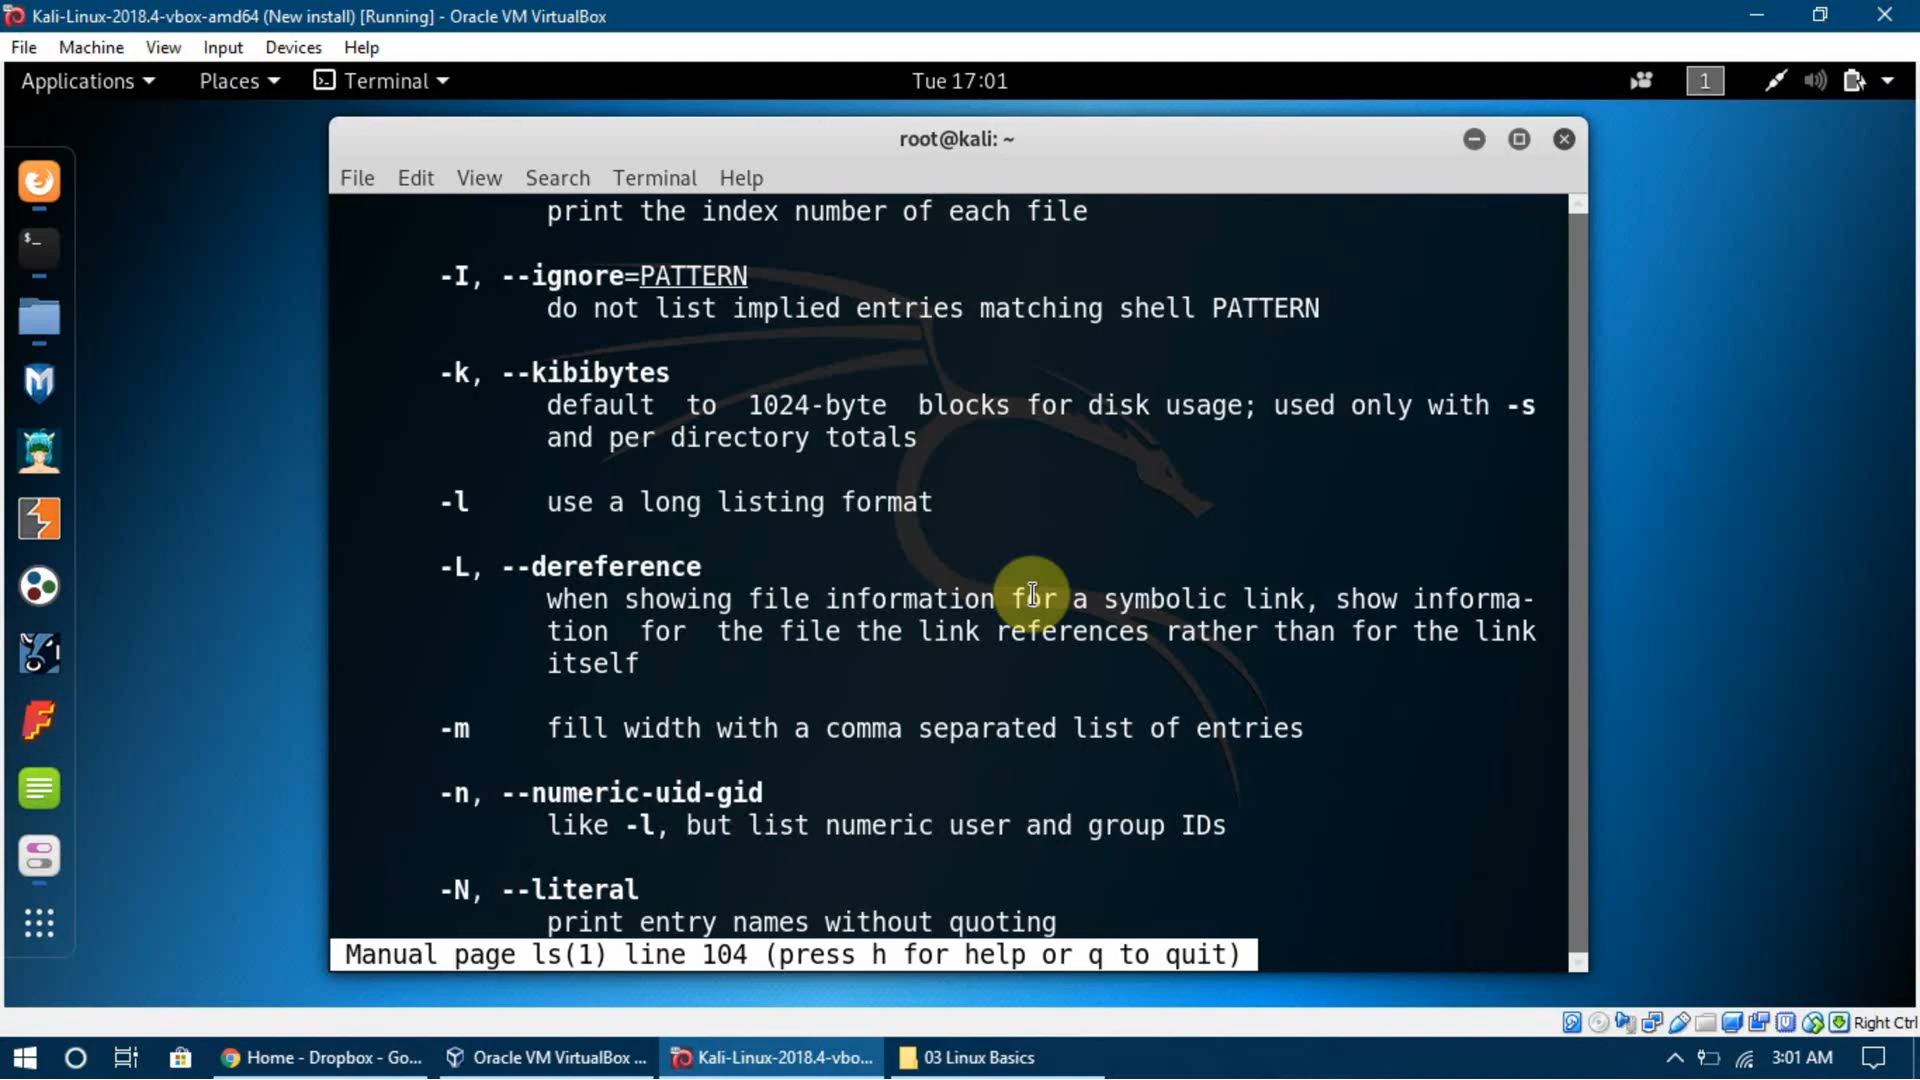 Kali-Linux-2018.4-vbox-amd64 (New install) [Running] - Oracle VM VirtualBox
File Machine View Input Devices Help
Applications Places Terminal Tue 17:01 1
root@kali: ~
File Edit View Search Terminal Help
print the index number of each file
-I, --ignore=PATTERN
do not list implied entries matching shell PATTERN
-k, --kibibytes
default to 1024-byte blocks for disk usage; used only with -s
and per directory totals
-l use a long listing format
-L, --dereference
when showing file information for a symbolic link, show informa-
tion for the file the link references rather than for the link
itself
-m fill width with a comma separated list of entries
-n, --numeric-uid-gid
like -l, but list numeric user and group IDs
-N, --literal
print entry names without quoting
Manual page ls(1) line 104 (press h for help or q to quit)
Right Ctrl
Home - Dropbox - Go... Oracle VM VirtualBox ... Kali-Linux-2018.4-vbo... 03 Linux Basics 3:01 AM